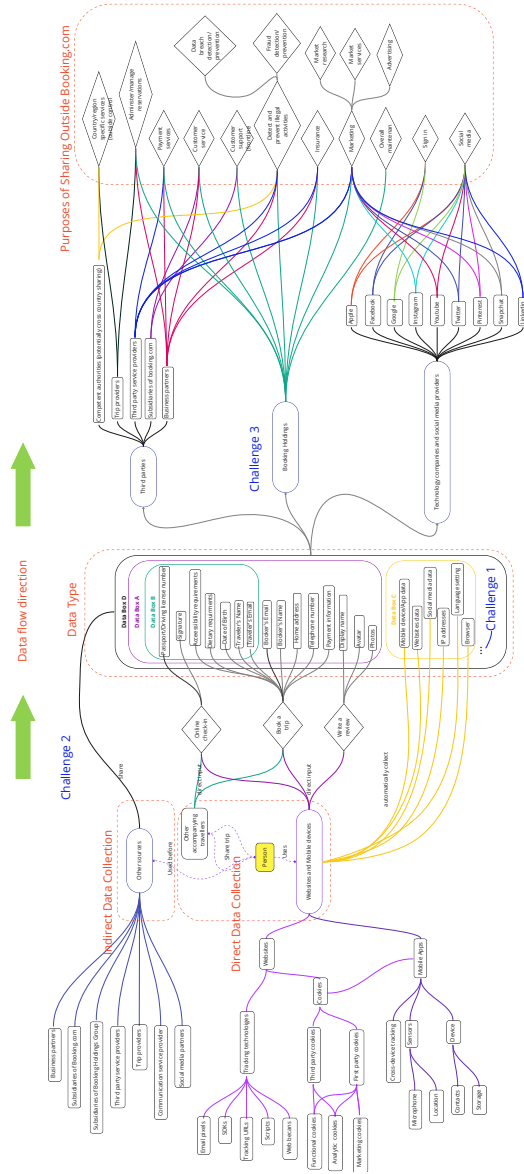 Data flow direction
Indirect Data Collection
Direct Data Collection
Data Type
Purposes of Sharing Outside Booking.com
Challenge 1
Challenge 2
Challenge 3
Business partners
Subsidiaries of Booking.com
Subsidiaries of Booking Holdings Group
Third party service providers
Trip providers
Communication service provider
Social media partners
Other sources
Used before
Share trip
Other
accompanying
travellers
Person
Uses
Websites and Mobile devices
share
direct input
direct input
automatically collect
Websites
Mobile Apps
Cookies
Tracking technologies
Email pixels
SDKs
Tracking URLs
Scripts
Web becans
Third party cookies
First party cookies
Functional cookies
Analytic cookies
Marketing cookies
Cross-device racking
Sensors
Device
Microphone
Location
Contacts
Storage
Online
check-in
Book a
trip
Write a
review
Data Box D
Data Box A
Data Box B
Passport/Driving license number
Signature
Accessibility requirements
Dietary requirments
Date of Birth
Traveler's Name
Traveler's Email
Booker's Email
Booker's Name
Home address
Telephone number
Payment information
Display name
Avatar
Photos
Data Box C
Mobile device/App data
Websites data
Social media data
IP addresses
Language setting
Browser
...
Third parties
Booking Holdings
Technology companies and social media providers
Competent authorities (potentially cross country sharing)
Trip providers
Third party service providers
Subsidiaries of booking.com
Business partners
Apple
Facebook
Google
Instagram
Youtube
Twitter
Pinterest
Snapchat
Linkedin
Country/region
specific services
Administer/manage
reservations
Payment
services
Customer
service
Customer
support
Detect and
prevent illegal
activities
Insurance
Marketing
Overall
maintenan
Sign in
Social
media
Data
breach
detection/
prevention
Fraud
detection/
prevention
Market
research
Market
services
Advertising